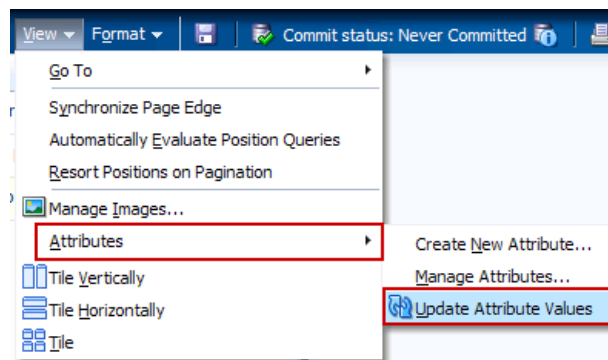 View Format Commit status: Never Committed
Go To
Synchronize Page Edge
Automatically Evaluate Position Queries
Resort Positions on Pagination
Manage Images...
Attributes
Create New Attribute...
Tile Vertically
Manage Attributes...
Tile Horizontally
Update Attribute Values
Tile